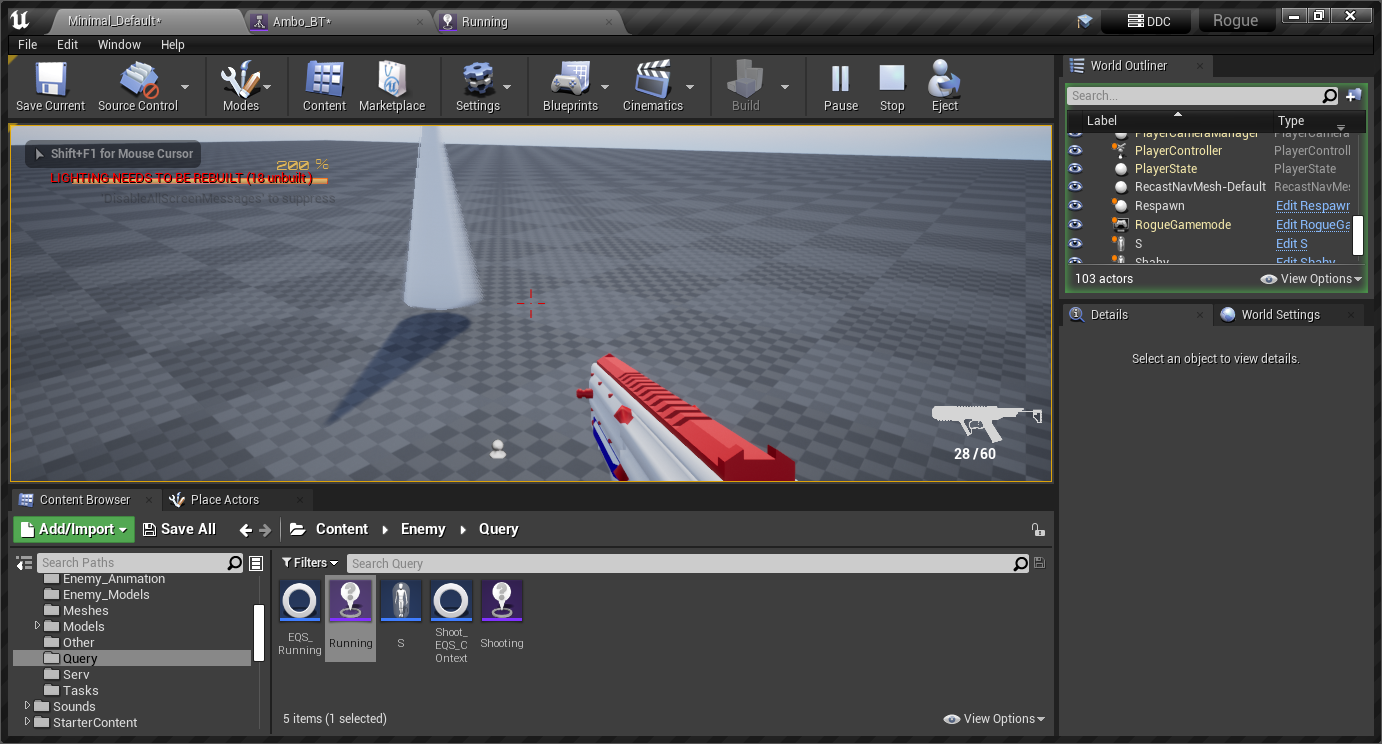 Minimal_Default*
Ambo_BT*
Running
DDC
Rogue
File Edit Window Help
Save Current
Source Control
Modes
Content
Marketplace
Settings
Blueprints
Cinematics
Build
Pause
Stop
Eject
World Outliner
Search...
Label Type
PlayerCameraManager PlayerCamera
PlayerController PlayerControll
PlayerState PlayerState
RecastNavMesh-Default RecastNavMes
Respawn Edit Respawn
RogueGamemode Edit RogueGa
S Edit S
Shaby Edit Shaby
103 actors
View Options
Details
World Settings
Select an object to view details.
Shift+F1 for Mouse Cursor
200 %
LIGHTING NEEDS TO BE REBUILT (18 unbuilt)
'DisableAllScreenMessages' to suppress
28/60
Content Browser
Place Actors
Add/Import
Save All
Content
Enemy
Query
Search Paths
Enemy_Animation
Enemy_Models
Meshes
Models
Other
Query
Serv
Tasks
Sounds
StarterContent
Filters
Search Query
EQS_
Running
Running
S
Shoot_
EQS_C
Ontext
Shooting
5 items (1 selected)
View Options